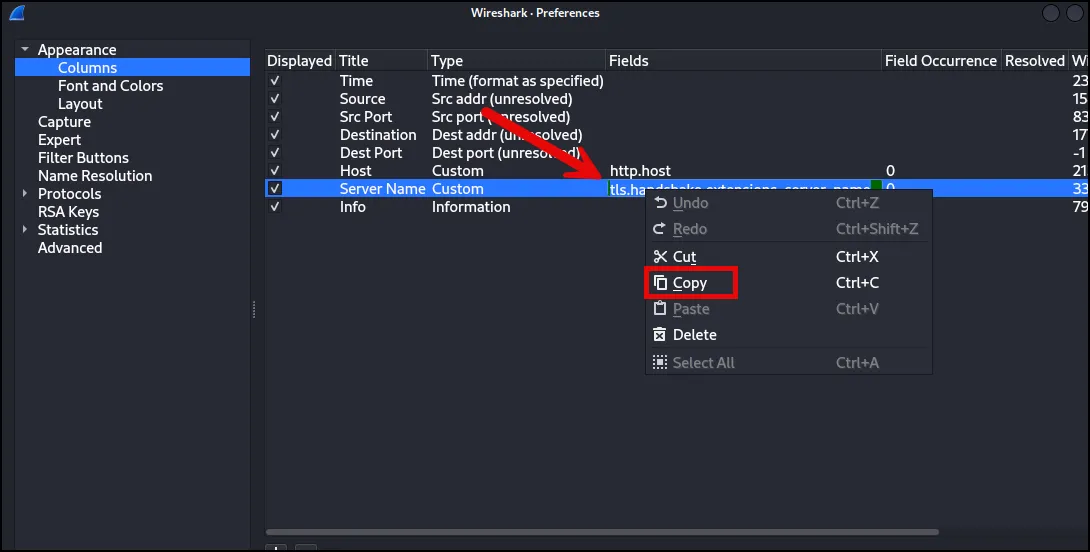 Wireshark · Preferences
Appearance
Columns
Font and Colors
Layout
Capture
Expert
Filter Buttons
Name Resolution
Protocols
RSA Keys
Statistics
Advanced
Displayed Title Type Fields Field Occurrence Resolved Wi
Time Time (format as specified) 23
Source Src addr (unresolved) 15
Src Port Src port (unresolved) 83
Destination Dest addr (unresolved) 17
Dest Port Dest port (unresolved) -1
Host Custom http.host 0 21
Server Name Custom tls.handshake.extensions_server_name 0 33
Info Information 79
Undo Ctrl+Z
Redo Ctrl+Shift+Z
Cut Ctrl+X
Copy Ctrl+C
Paste Ctrl+V
Delete
Select All Ctrl+A